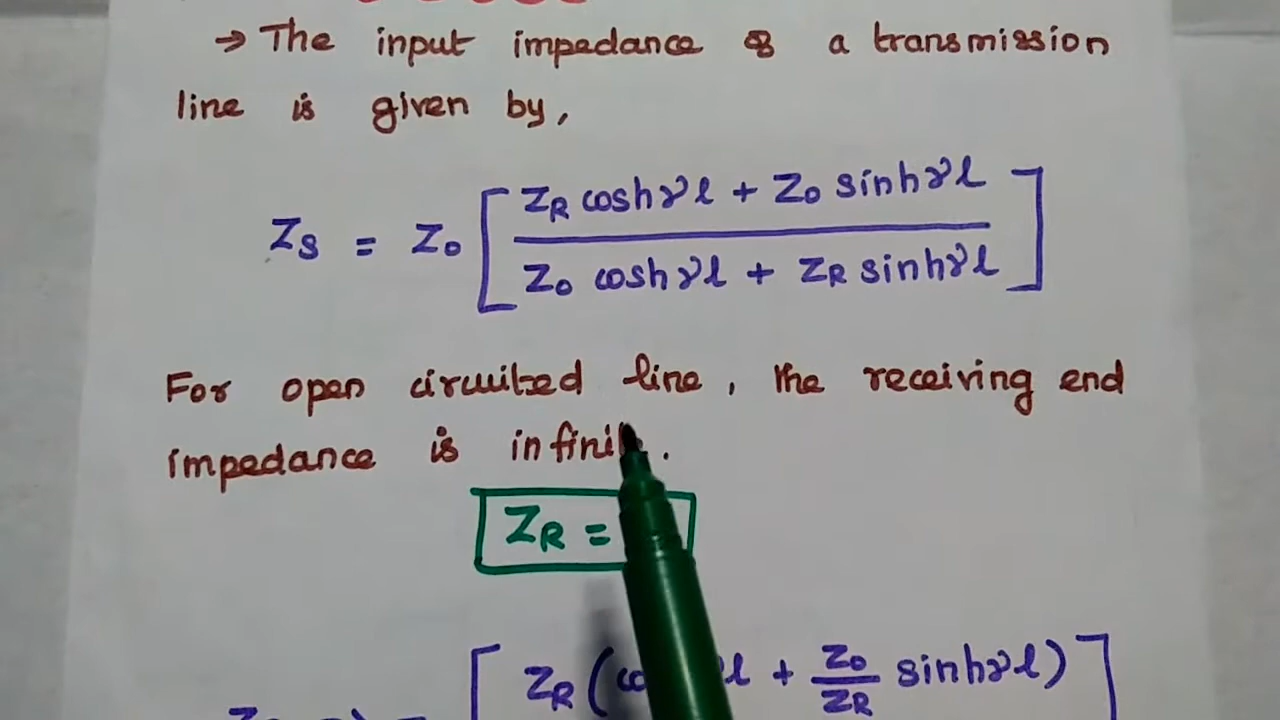 → The input impedance of a transmission
line is given by,
Zs = Z0 [ (ZR coshγl + Z0 sinhγl) / (Z0 coshγl + ZR sinhγl) ]
For open circuited line, the receiving end
impedance is infinite.
ZR =
[ ZR ( l + Z0/ZR sinhγl) ]